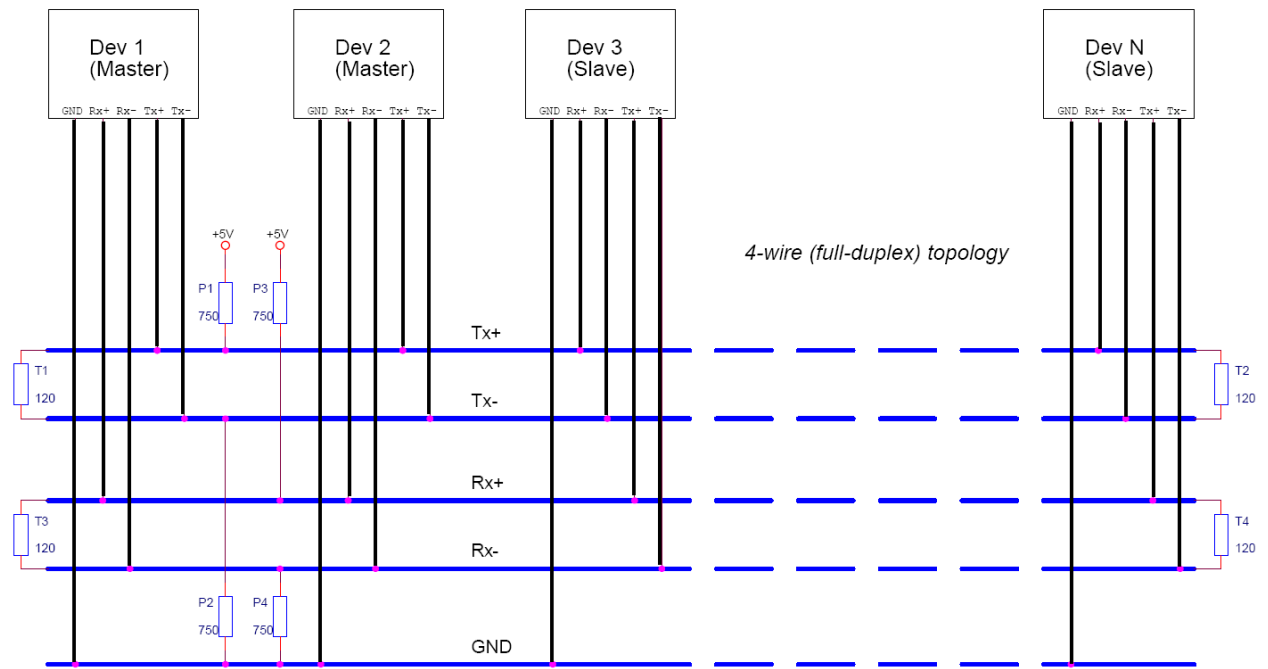 Dev 1
(Master)
GND Rx+ Rx- Tx+ Tx-
Dev 2
(Master)
GND Rx+ Rx- Tx+ Tx-
Dev 3
(Slave)
GND Rx+ Rx- Tx+ Tx-
Dev N
(Slave)
GND Rx+ Rx- Tx+ Tx-
+5V
+5V
4-wire (full-duplex) topology
P1
750
P3
750
Tx+
T1
120
T2
120
Tx-
Rx+
T3
120
T4
120
Rx-
P2
750
P4
750
GND